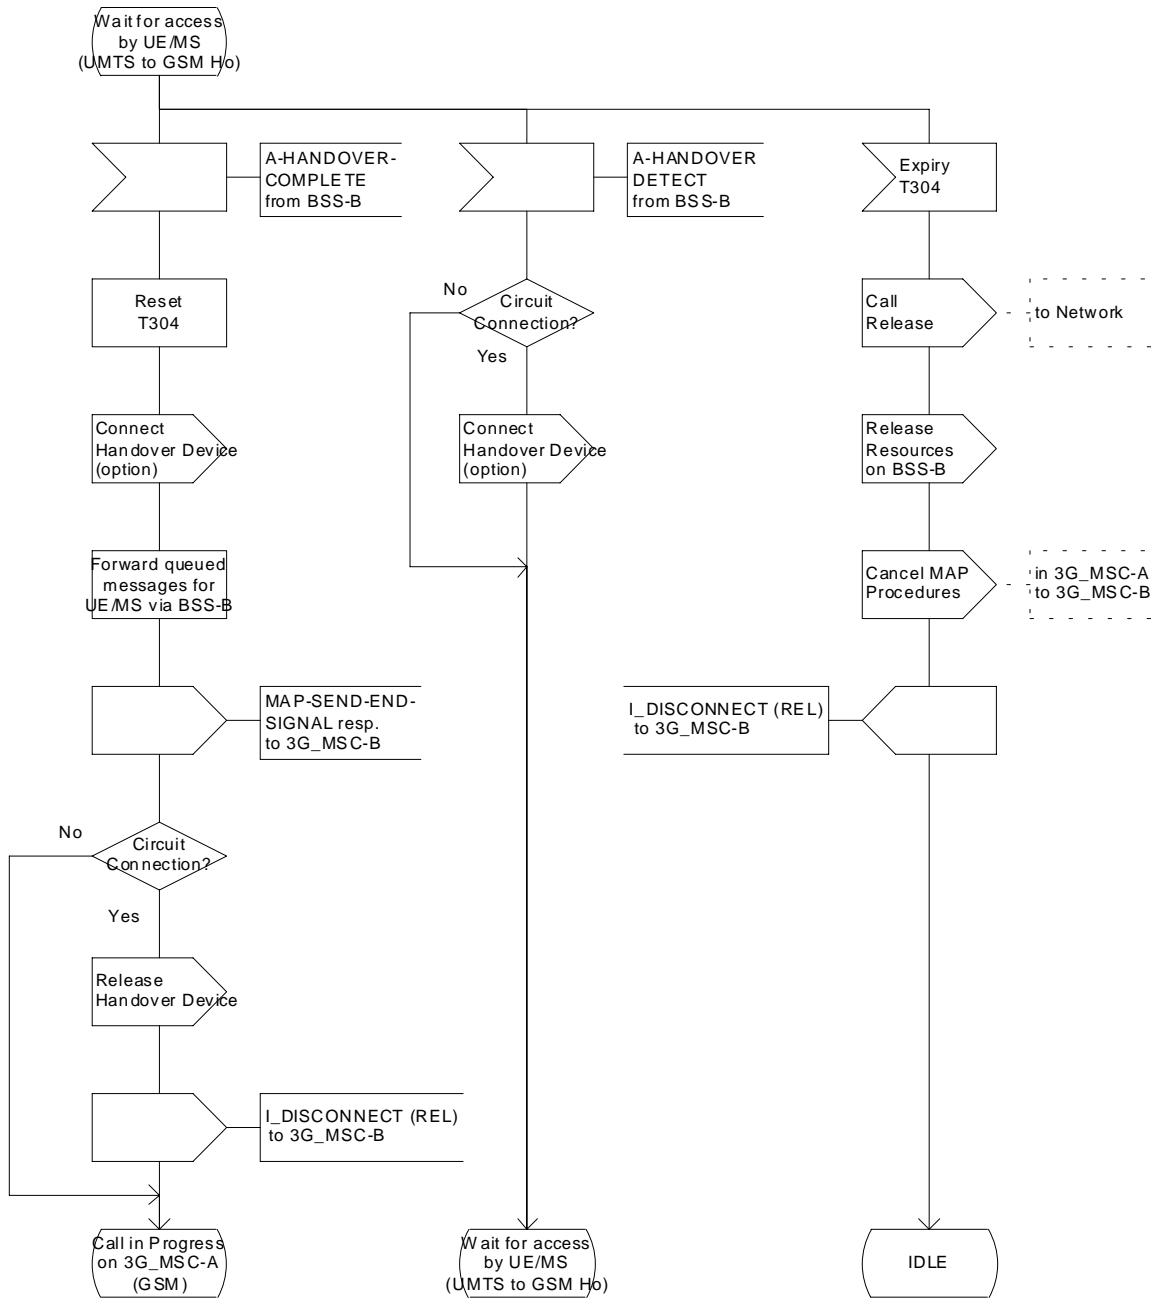 Wait for access
by UE/MS
(UMTS to GSM Ho)
A-HANDOVER-
COMPLETE
from BSS-B
A-HANDOVER
DETECT
from BSS-B
Expiry
T304
Reset
T304
No
Circuit
Connection?
Yes
Call
Release
to Network
Connect
Handover Device
(option)
Connect
Handover Device
(option)
Release
Resources
on BSS-B
Forward queued
messages for
UE/MS via BSS-B
Cancel MAP
Procedures
in 3G_MSC-A
to 3G_MSC-B
MAP-SEND-END-
SIGNAL resp.
to 3G_MSC-B
I_DISCONNECT (REL)
to 3G_MSC-B
No
Circuit
Connection?
Yes
Release
Handover Device
I_DISCONNECT (REL)
to 3G_MSC-B
Call in Progress
on 3G_MSC-A
(GSM)
Wait for access
by UE/MS
(UMTS to GSM Ho)
IDLE